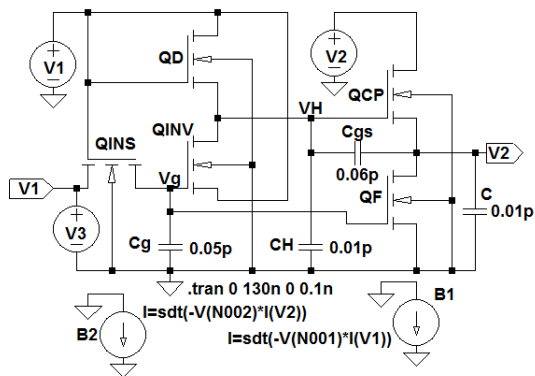 V1
QD
V2
QCP
VH
QINS
QINV
Cgs
Vg
0.06p
V1
V2
V3
QF
C
0.01p
Cg
0.05p
CH
0.01p
.tran 0 130n 0 0.1n
I=sdt(-V(N002)*I(V2))
B1
B2
I=sdt(-V(N001)*I(V1))